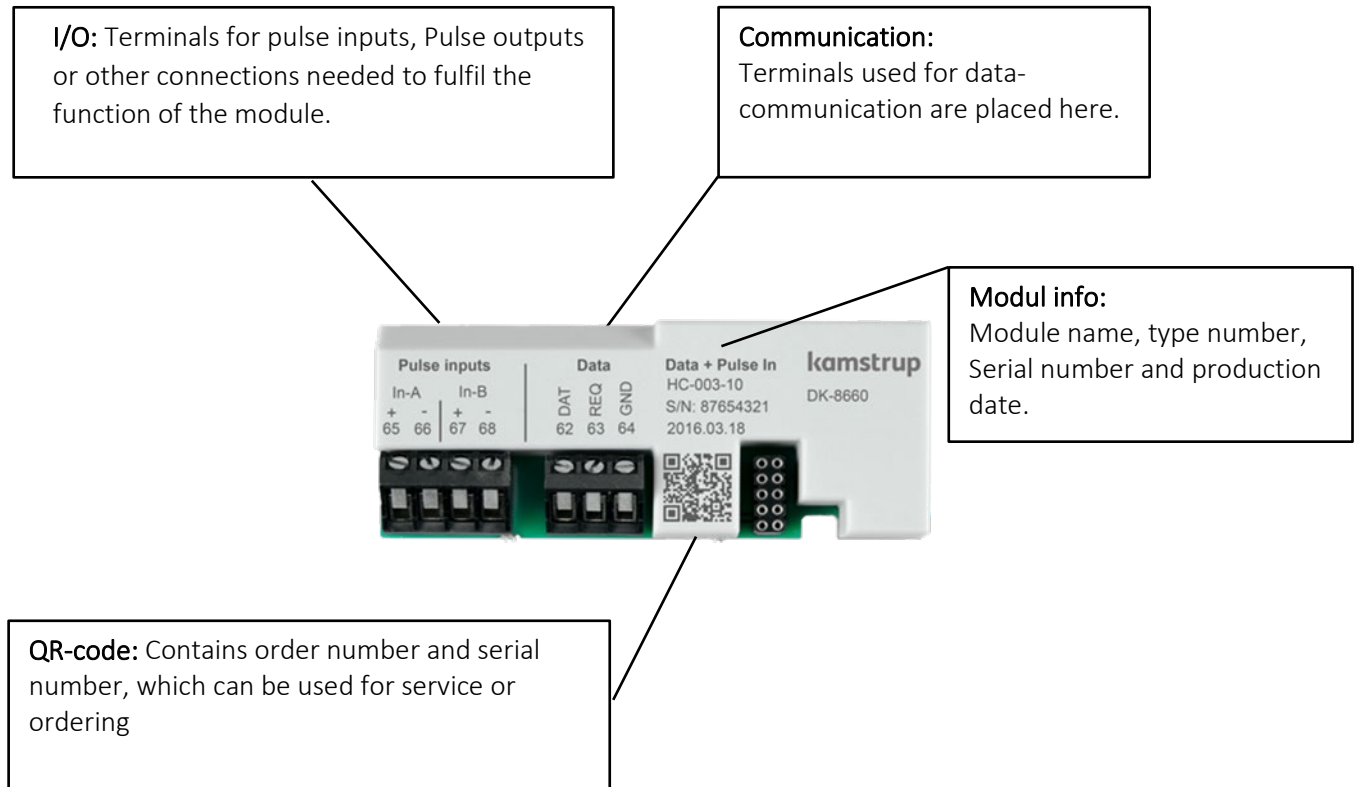 I/O: Terminals for pulse inputs, Pulse outputs
or other connections needed to fulfil the
function of the module.
Communication:
Terminals used for data-
communication are placed here.
Modul info:
Module name, type number,
Serial number and production
date.
Pulse inputs
In-A In-B
+ - + -
65 66 67 68
Data
DAT REQ GND
62 63 64
Data + Pulse In
HC-003-10
S/N: 87654321
2016.03.18
kamstrup
DK-8660
QR-code: Contains order number and serial
number, which can be used for service or
ordering